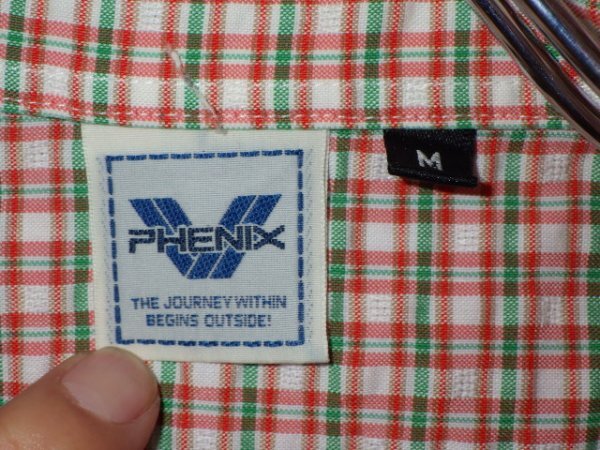 PHENIX
THE JOURNEY WITHIN
BEGINS OUTSIDE!
M